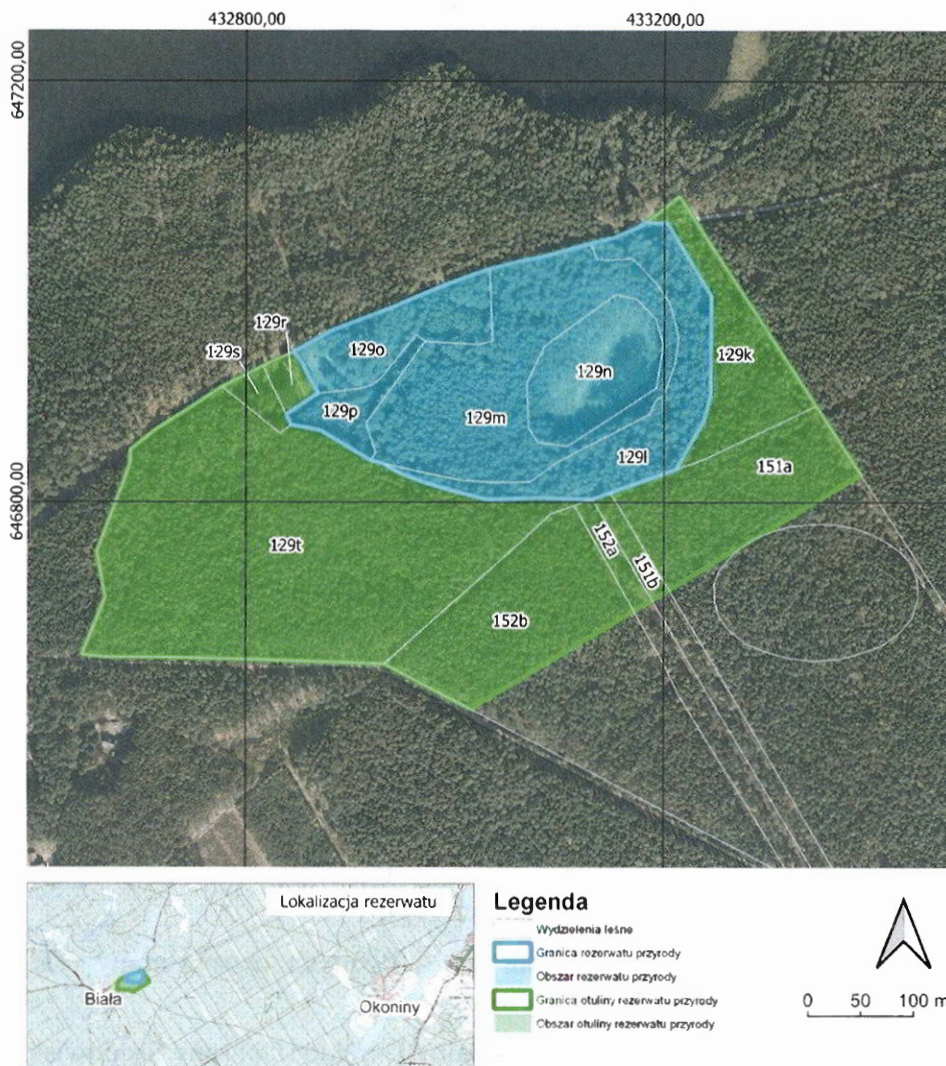 432800,00
433200,00
647200,00
646800,00
129r
129s
129o
129k
129n
129p
129m
129l
151a
129t
152a
151b
152b
Lokalizacja rezerwatu
Biała
Okoniny
Legenda
Wydzielenia leśne
Granica rezerwatu przyrody
Obszar rezerwatu przyrody
Granica otuliny rezerwatu przyrody
Obszar otuliny rezerwatu przyrody
0 50 100 m